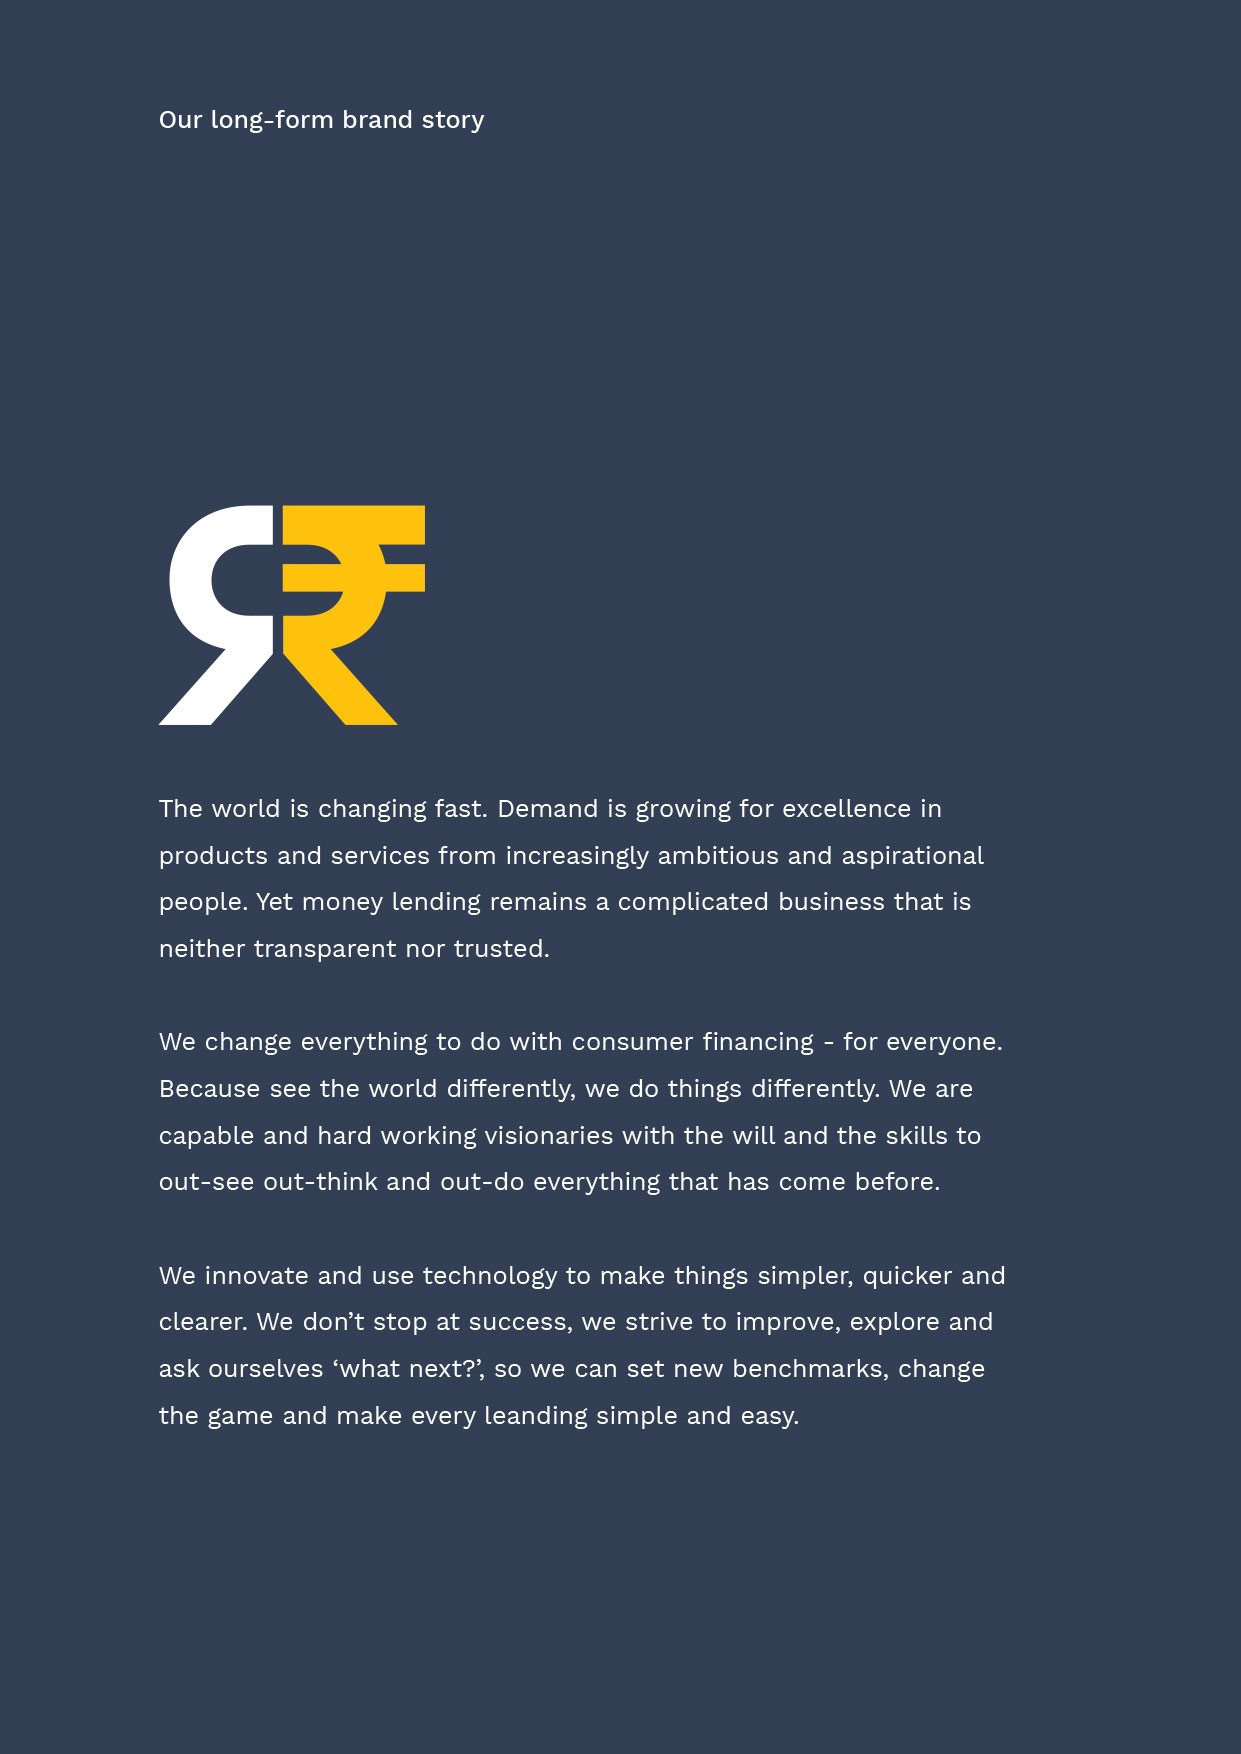 Our long-form brand story
The world is changing fast. Demand is growing for excellence in
products and services from increasingly ambitious and aspirational
people. Yet money lending remains a complicated business that is
neither transparent nor trusted.
We change everything to do with consumer financing - for everyone.
Because see the world differently, we do things differently. We are
capable and hard working visionaries with the will and the skills to
out-see out-think and out-do everything that has come before.
We innovate and use technology to make things simpler, quicker and
clearer. We don’t stop at success, we strive to improve, explore and
ask ourselves ‘what next?’, so we can set new benchmarks, change
the game and make every leanding simple and easy.